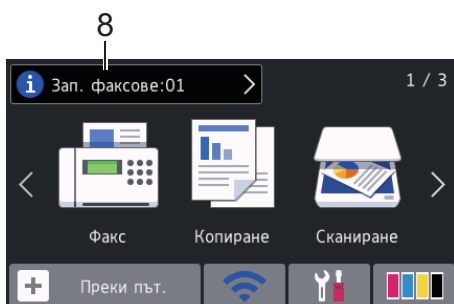 8
Зап. факсове:01
1 / 3
Факс
Копиране
Сканиране
Преки път.